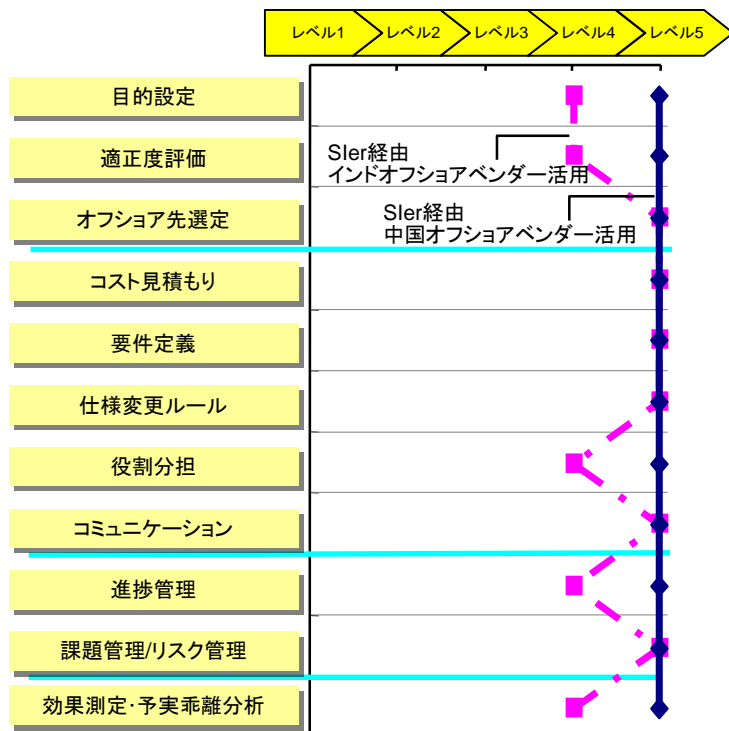 レベル1
レベル2
レベル3
レベル4
レベル5
目的設定
適正度評価
SIer経由
インドオフショアベンダー活用
オフショア先選定
SIer経由
中国オフショアベンダー活用
コスト見積もり
要件定義
仕様変更ルール
役割分担
コミュニケーション
進捗管理
課題管理/リスク管理
効果測定・予実乖離分析